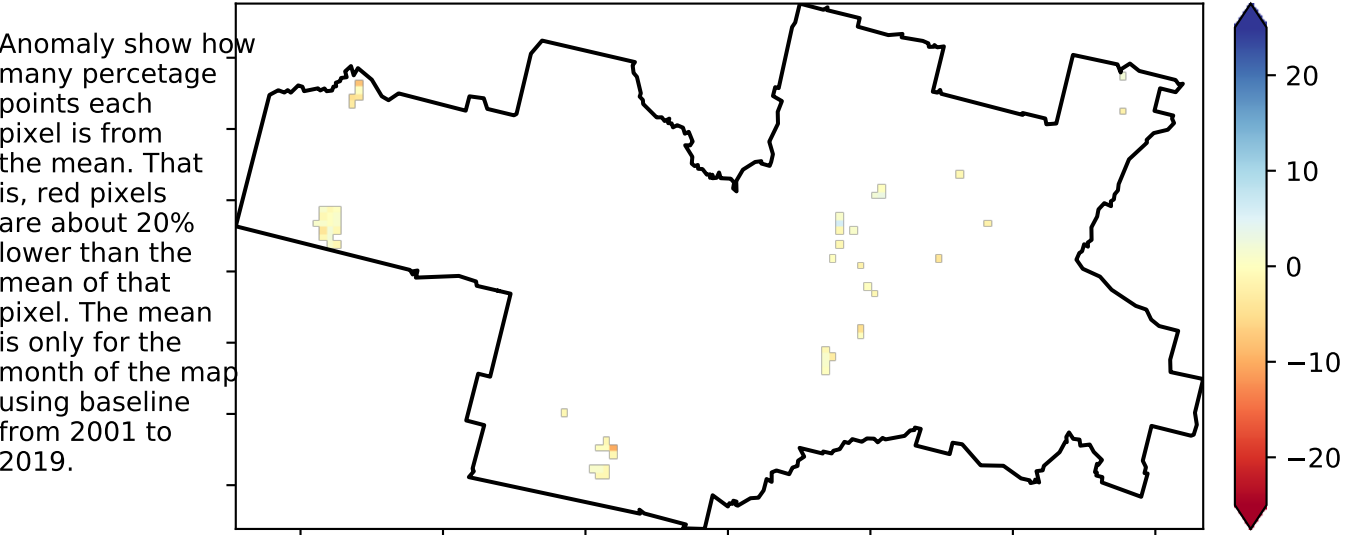 Anomaly show how
many percetage
points each
pixel is from
the mean. That
is, red pixels
are about 20%
lower than the
mean of that
pixel. The mean
is only for the
month of the map
using baseline
from 2001 to
2019.
20
10
0
−10
−20